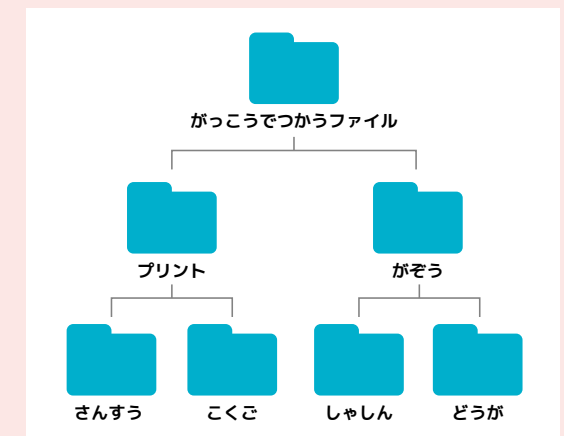 がっこうでつかうファイル
プリント
がぞう
さんすう
こくご
しゃしん
どうが